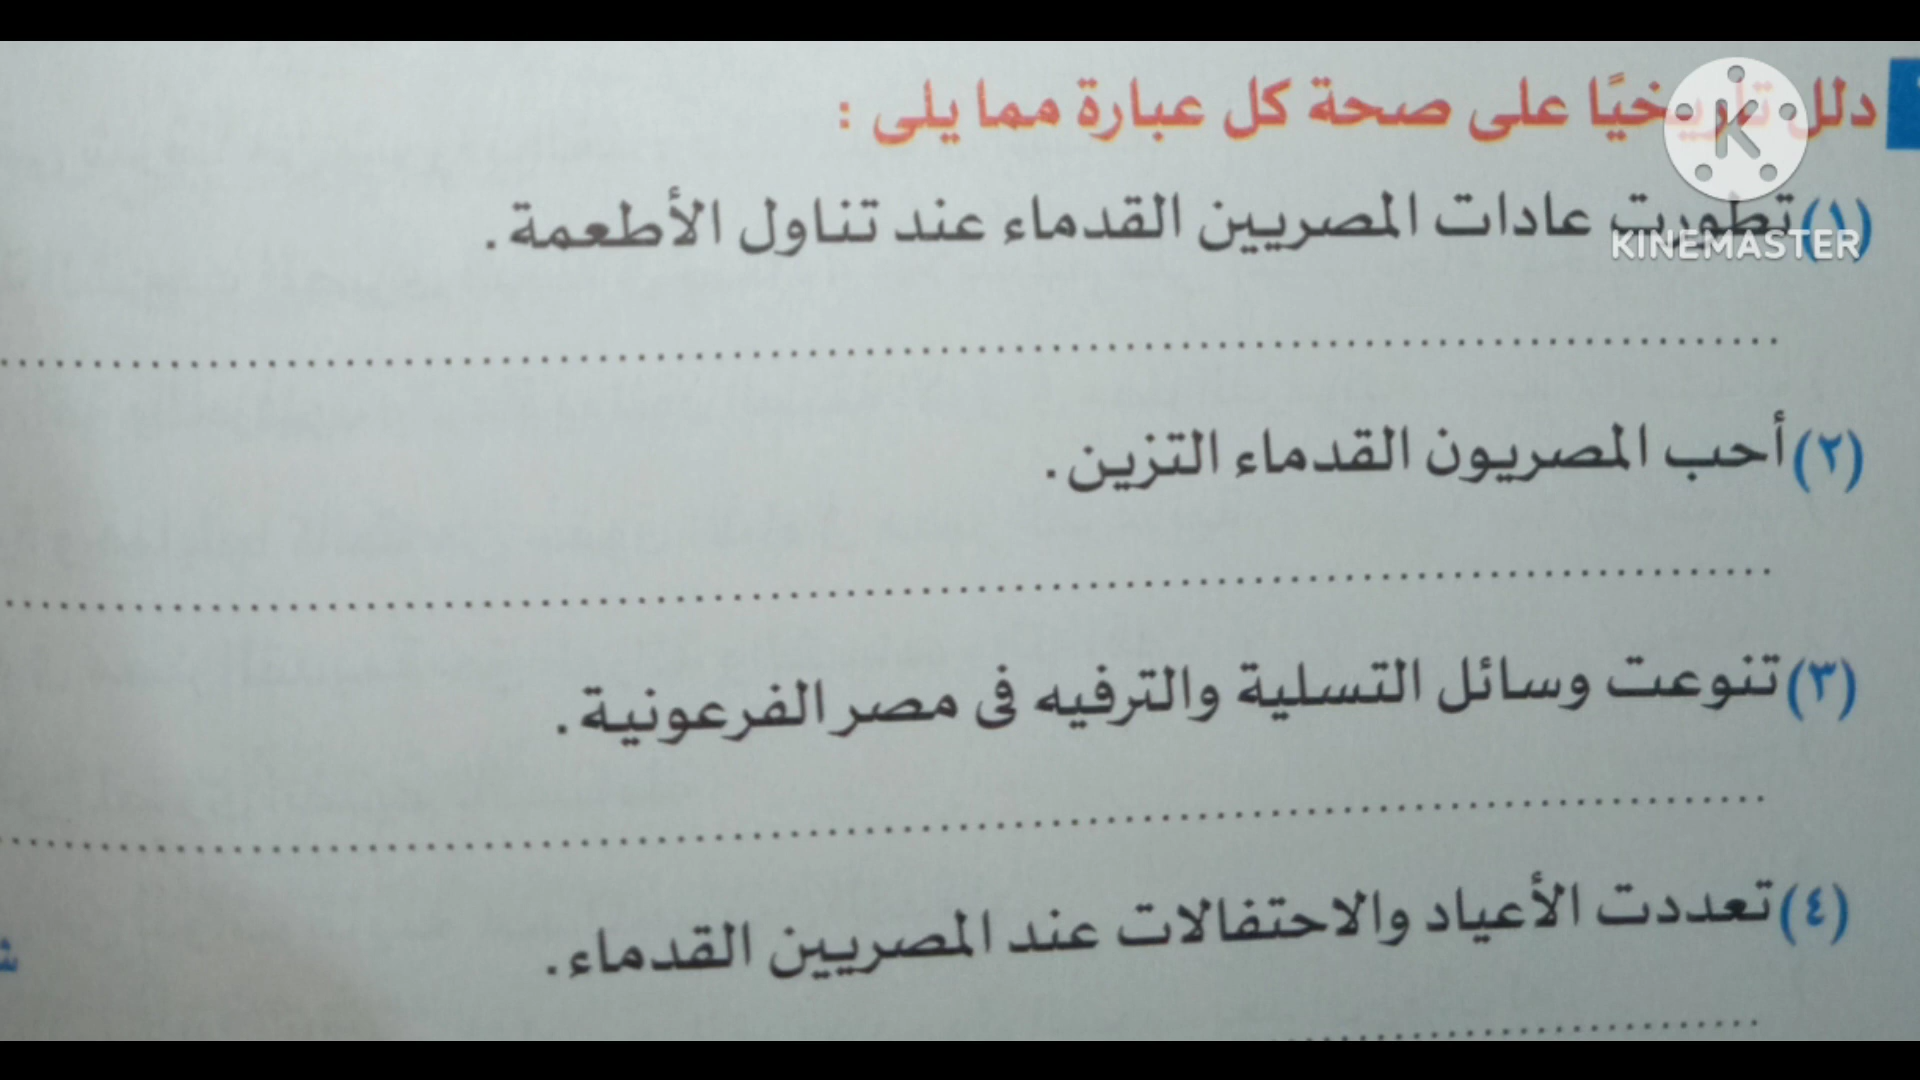 دلل تاريخيًا على صحة كل عبارة مما يلى :
(١) تطورت عادات المصريين القدماء عند تناول الأطعمة .
KINEMASTER
(٢) أحب المصريون القدماء التزين .
(٣) تنوعت وسائل التسلية والترفيه فى مصر الفرعونية .
(٤) تعددت الأعياد والاحتفالات عند المصريين القدماء .